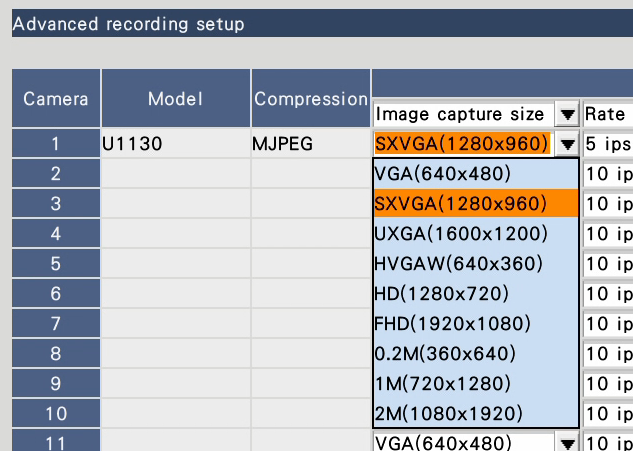 Advanced recording setup
Camera Model Compression
Image capture size Rate
1 U1130 MJPEG SXVGA(1280x960) 5 ips
2 VGA(640x480) 10 ip
3 SXVGA(1280x960) 10 ip
4 UXGA(1600x1200) 10 ip
5 HVGAW(640x360) 10 ip
6 HD(1280x720) 10 ip
7 FHD(1920x1080) 10 ip
8 0.2M(360x640) 10 ip
9 1M(720x1280) 10 ip
10 2M(1080x1920) 10 ip
11 VGA(640x480) 10 ip